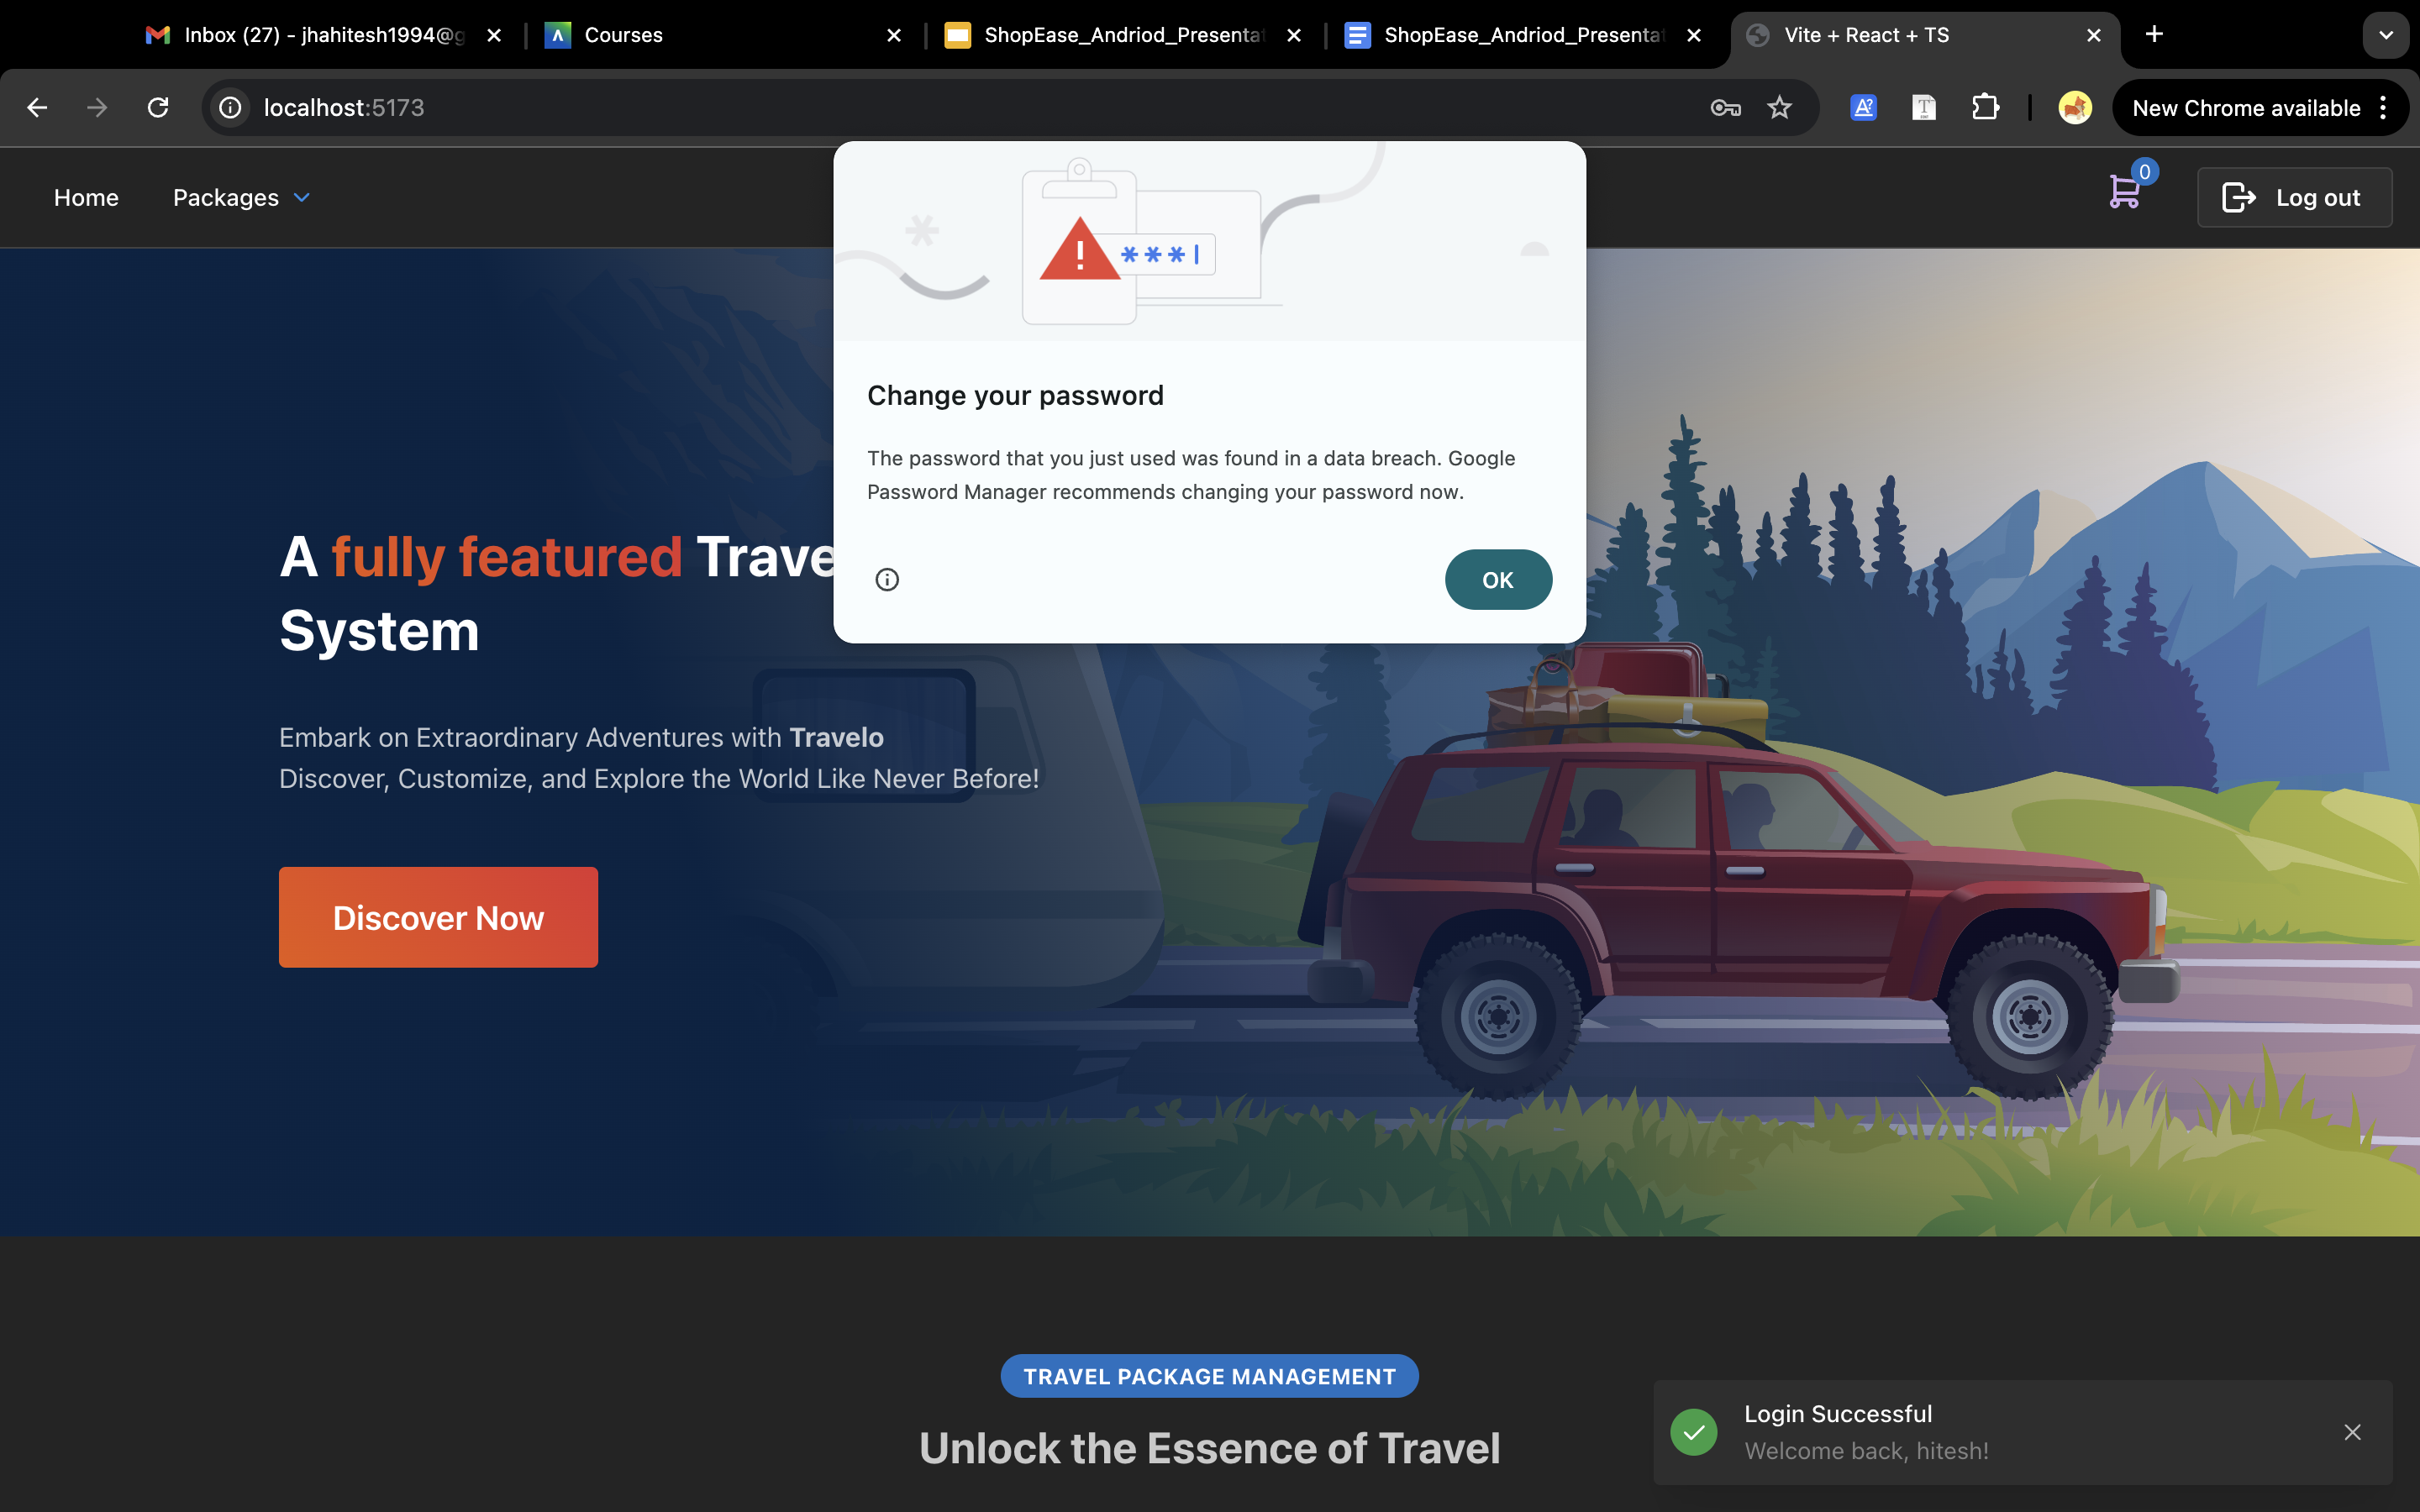 Inbox (27) - jhahitesh1994@g
Courses
ShopEase_Andriod_Presenta
ShopEase_Andriod_Presenta
Vite + React + TS
localhost:5173
New Chrome available
Home
Packages
0
Log out
***|
Change your password
The password that you just used was found in a data breach. Google
Password Manager recommends changing your password now.
OK
A fully featured Trave
System
Embark on Extraordinary Adventures with Travelo
Discover, Customize, and Explore the World Like Never Before!
Discover Now
TRAVEL PACKAGE MANAGEMENT
Unlock the Essence of Travel
Login Successful
Welcome back, hitesh!